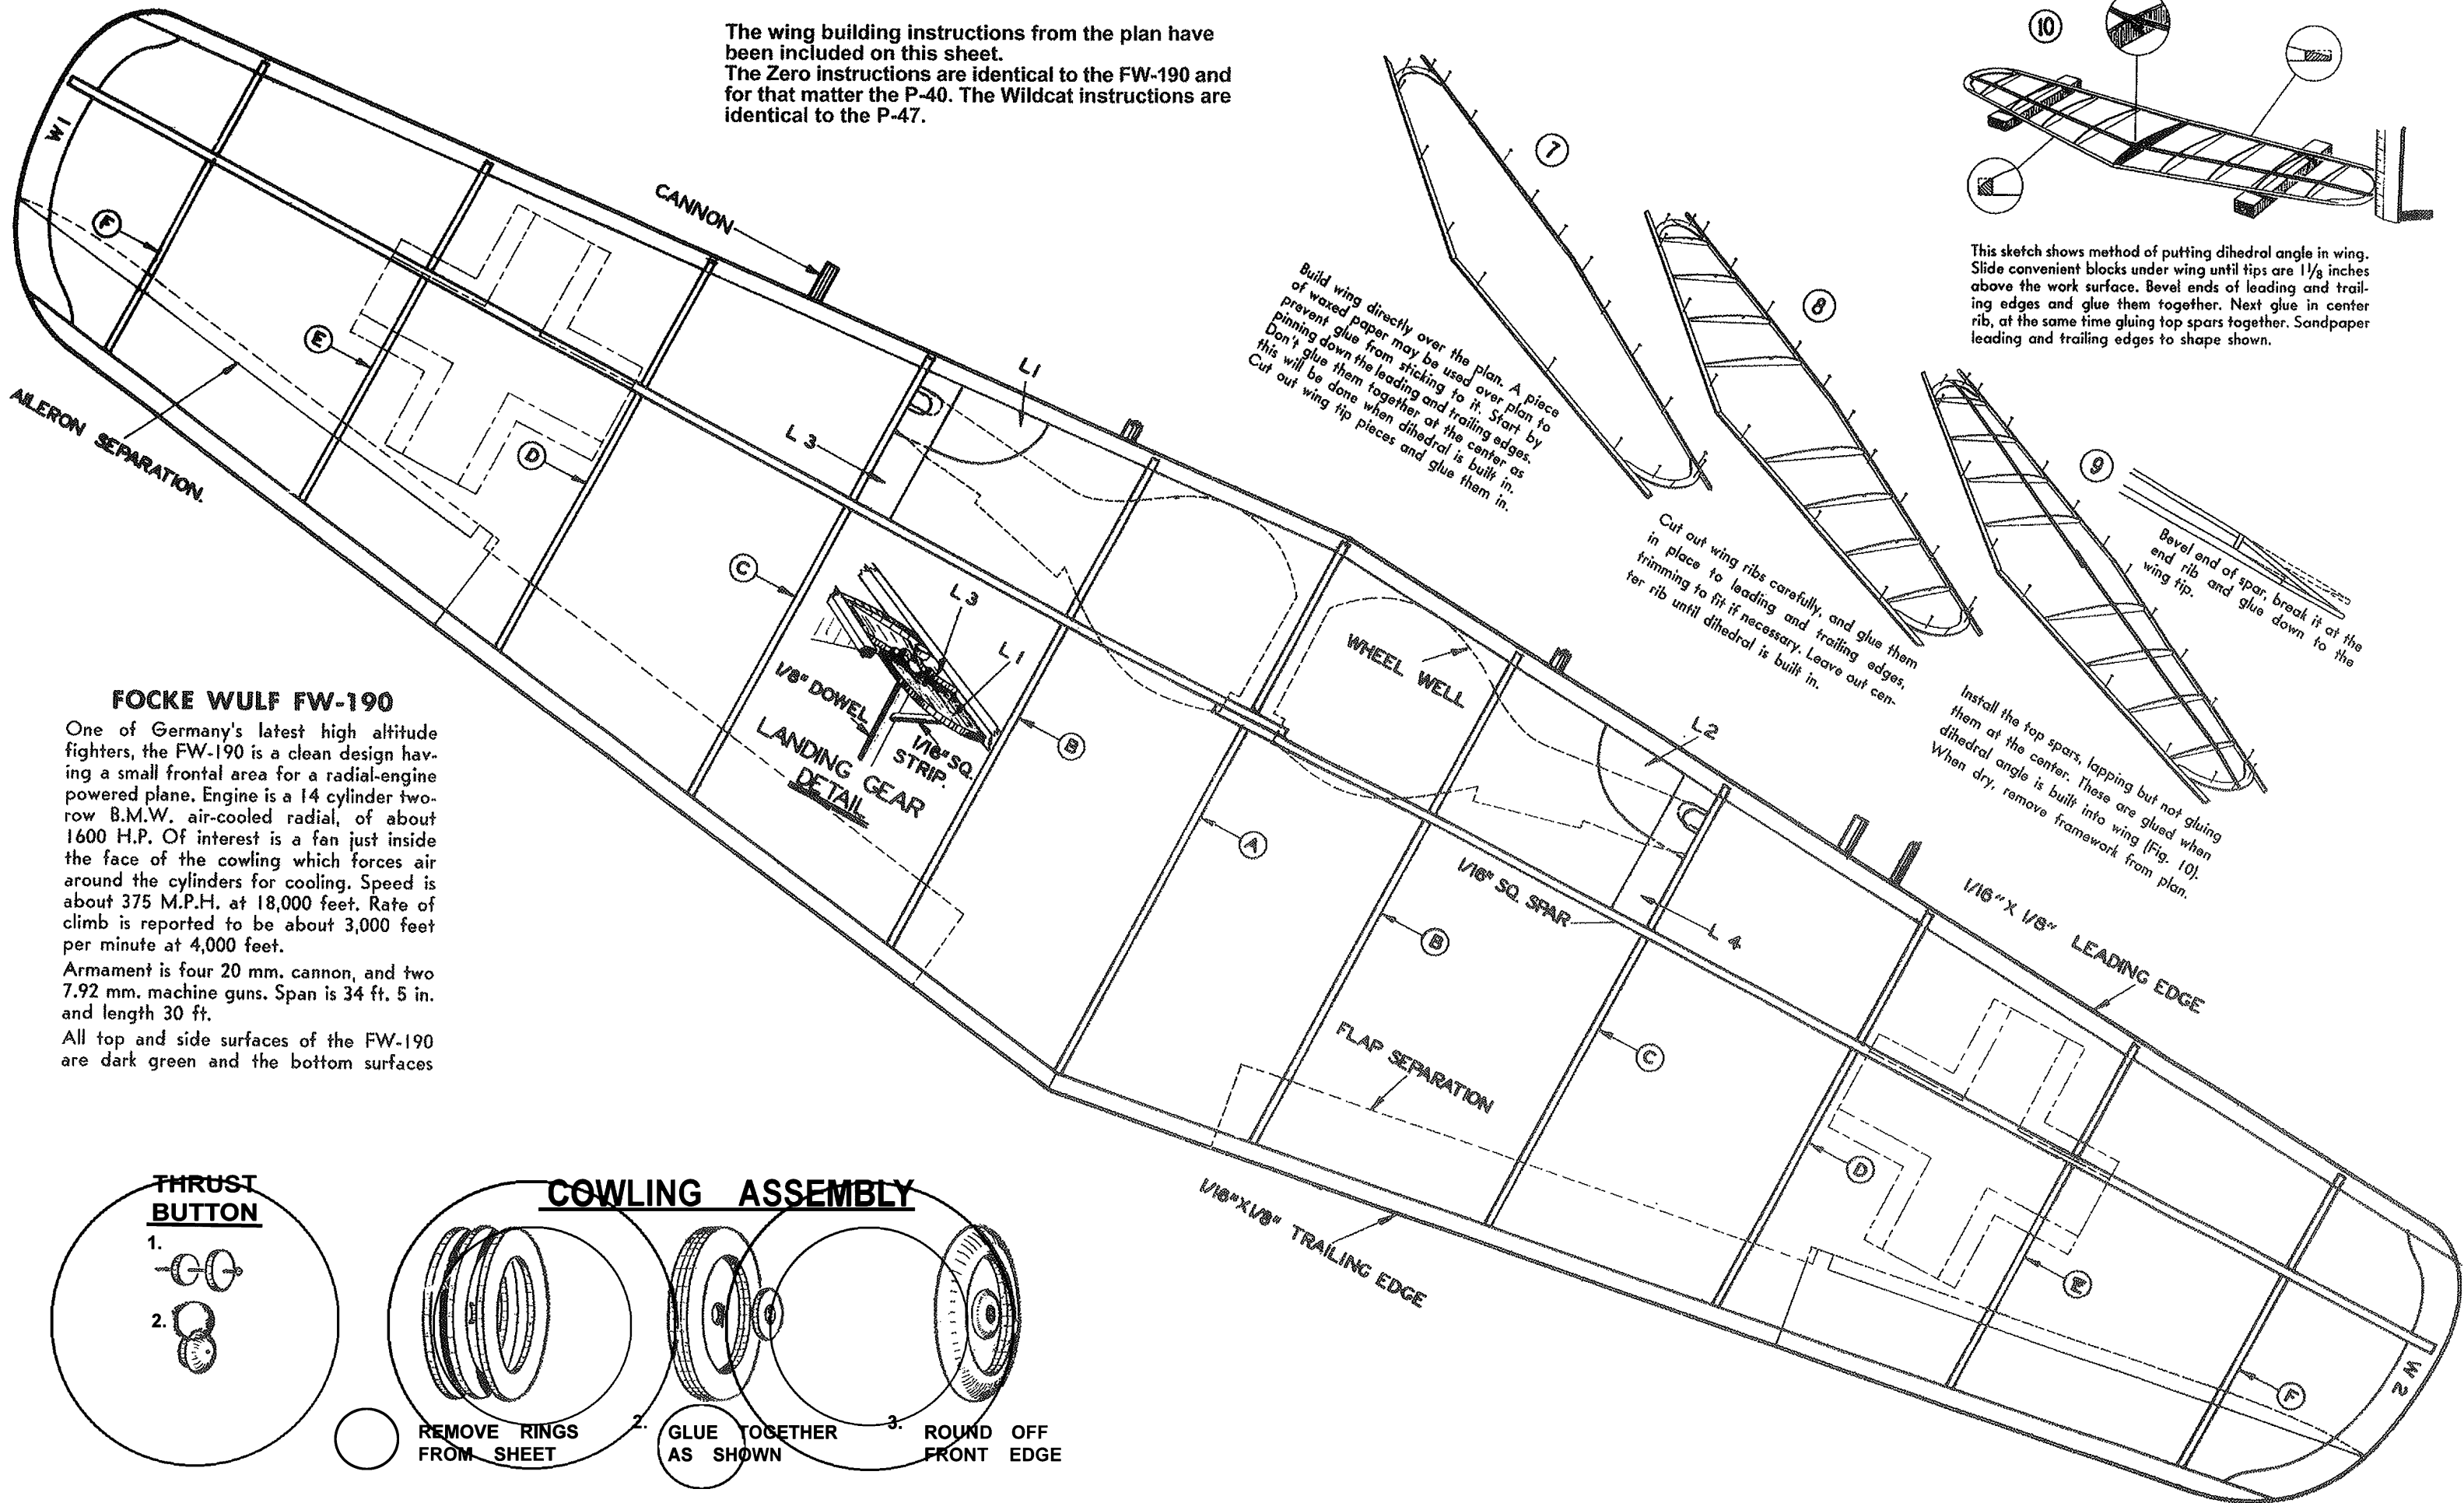 The wing building instructions from the plan have
been included on this sheet.
The Zero instructions are identical to the FW-190 and
for that matter the P-40. The Wildcat instructions are
identical to the P-47.
10
This sketch shows method of putting dihedral angle in wing.
Slide convenient blocks under wing until tips are 1 1/8 inches
above the work surface. Bevel ends of leading and trail-
ing edges and glue them together. Next glue in center
rib, at the same time gluing top spars together. Sandpaper
leading and trailing edges to shape shown.
7
Build wing directly over the plan. A piece
of waxed paper may be used over plan to
prevent glue from sticking to it. Start by
pinning down the leading and trailing edges.
Don't glue them together at the center as
this will be done when dihedral is built in.
Cut out wing tip pieces and glue them in.
8
Cut out wing ribs carefully, and glue them
in place to leading and trailing edges,
trimming to fit if necessary. Leave out cen-
ter rib until dihedral is built in.
9
Bevel end of spar, break it at the
end rib and glue down to the
wing tip.
Install the top spars, lapping but not gluing
them at the center. These are glued when
dihedral angle is built into wing (Fig. 10).
When dry, remove framework from plan.
W1
F
E
D
C
B
A
B
C
D
E
F
W2
CANNON
AILERON SEPARATION.
L1
L 3
L 3
L 1
1/8" DOWEL
1/16" SQ.
STRIP.
LANDING GEAR
DETAIL
WHEEL WELL
L2
1/16" SQ. SPAR
L 4
1/16" X 1/8" LEADING EDGE
FLAP SEPARATION
1/16" X 1/8" TRAILING EDGE
FOCKE WULF FW-190
One of Germany's latest high altitude
fighters, the FW-190 is a clean design hav-
ing a small frontal area for a radial-engine
powered plane. Engine is a 14 cylinder two-
row B.M.W. air-cooled radial, of about
1600 H.P. Of interest is a fan just inside
the face of the cowling which forces air
around the cylinders for cooling. Speed is
about 375 M.P.H. at 18,000 feet. Rate of
climb is reported to be about 3,000 feet
per minute at 4,000 feet.
Armament is four 20 mm. cannon, and two
7.92 mm. machine guns. Span is 34 ft. 5 in.
and length 30 ft.
All top and side surfaces of the FW-190
are dark green and the bottom surfaces
THRUST
BUTTON
1.
2.
COWLING ASSEMBLY
REMOVE RINGS
FROM SHEET
2. GLUE TOGETHER
AS SHOWN
3. ROUND OFF
FRONT EDGE